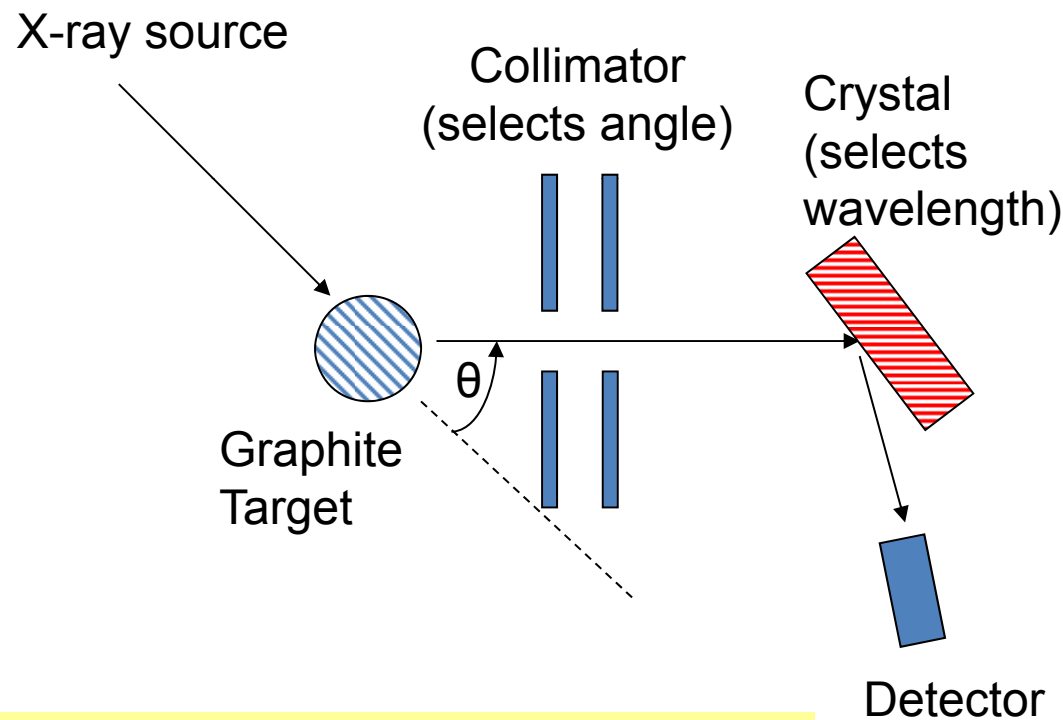 X-ray source
Collimator
(selects angle)
Crystal
(selects
wavelength)
θ
Graphite
Target
Detector